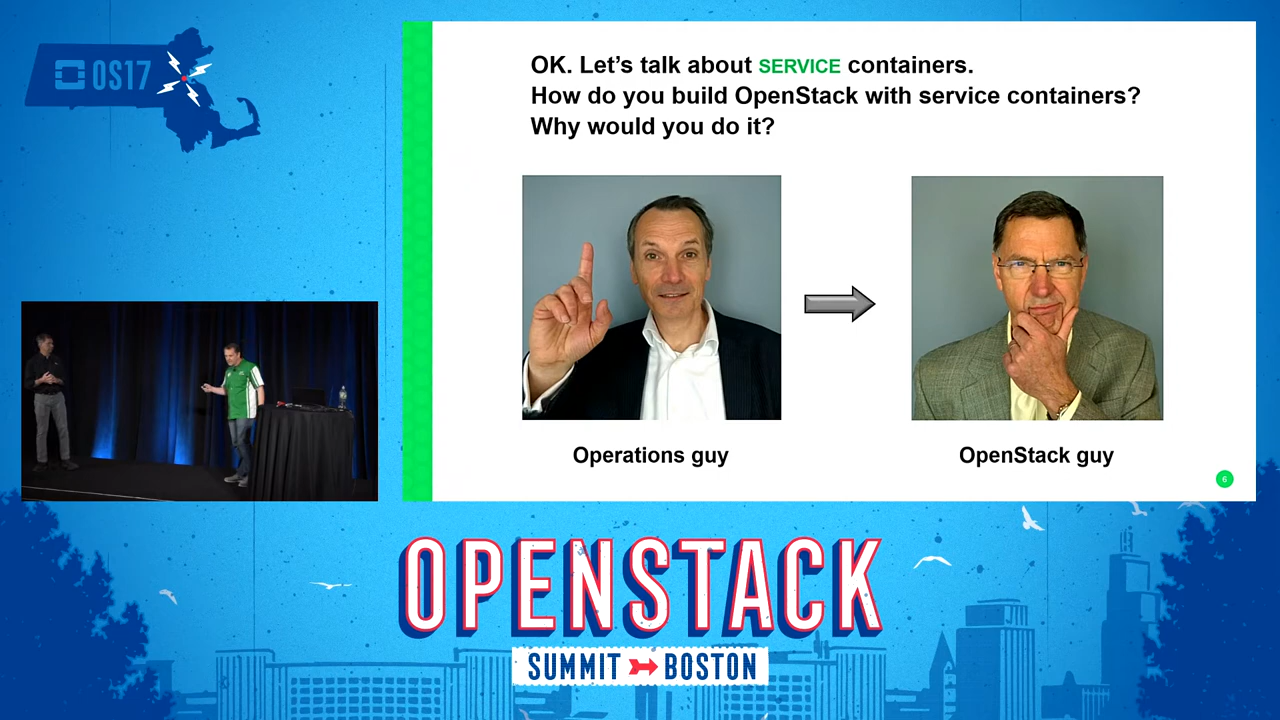 OS17
OK. Let's talk about SERVICE containers.
How do you build OpenStack with service containers?
Why would you do it?
Operations guy
OpenStack guy
6
OPENSTACK
SUMMIT BOSTON